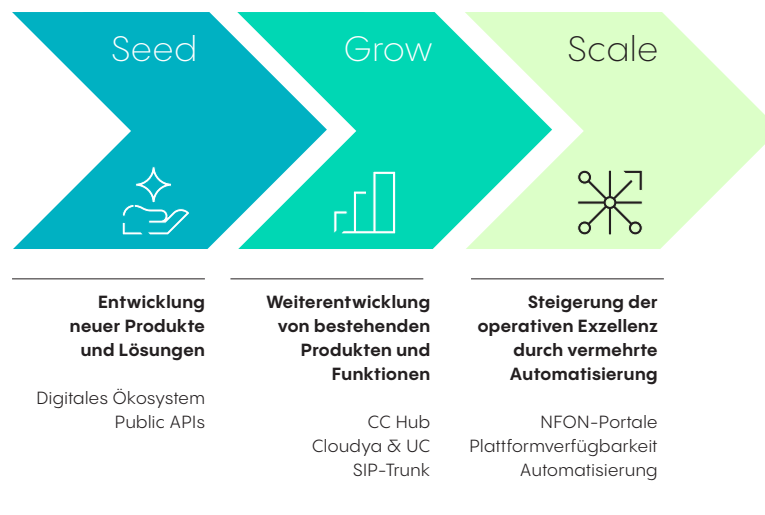 Seed
Entwicklung
neuer Produkte
und Lösungen
Digitales Ökosystem
Public APIs
Grow
Weiterentwicklung
von bestehenden
Produkten und
Funktionen
CC Hub
Cloudya & UC
SIP-Trunk
Scale
Steigerung der
operativen Exzellenz
durch vermehrte
Automatisierung
NFON-Portale
Plattformverfügbarkeit
Automatisierung